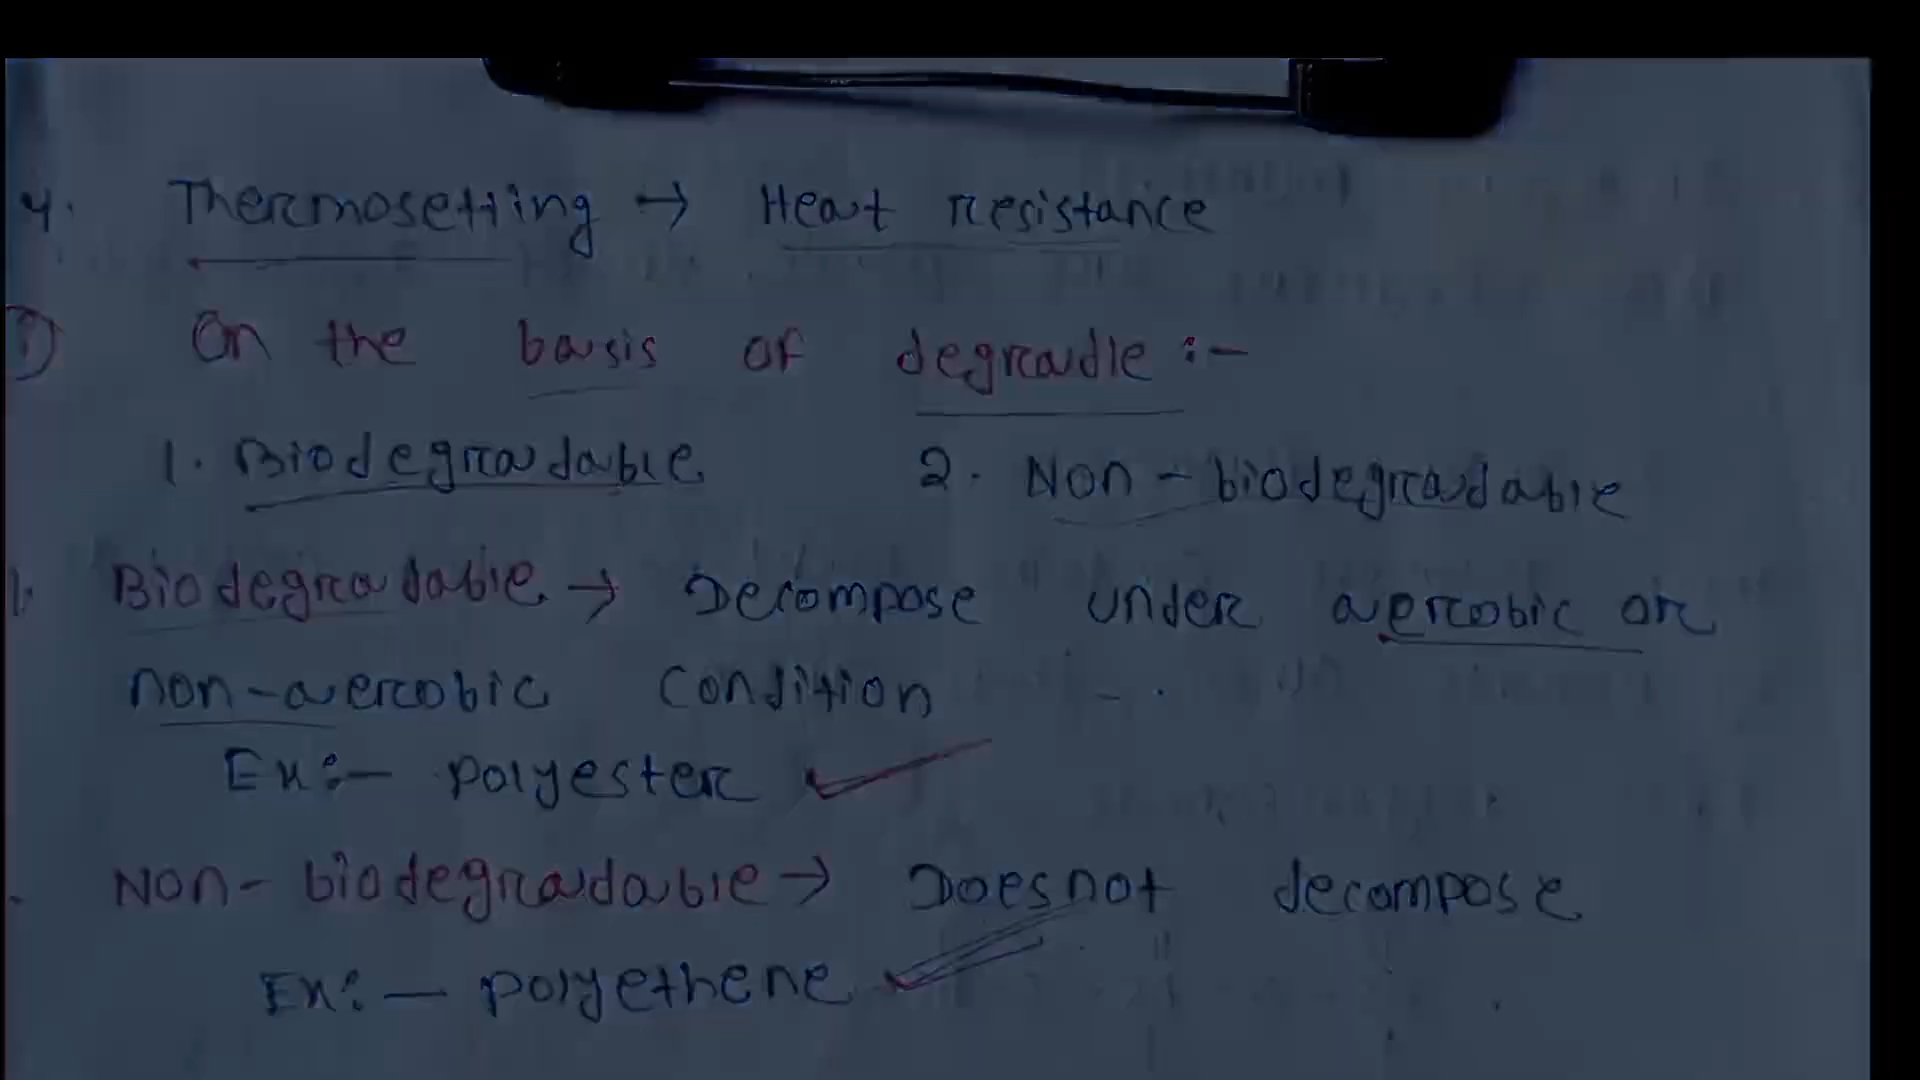 4. Thermosetting → Heat resistance
On the basis of degradle :-
1. Biodegradable 2. Non-biodegradable
1. Biodegradable → Decompose under aerobic or
non-aerobic condition
Ex:- polyester
Non-biodegradable → Doesnot decompose
Ex:- polyethene